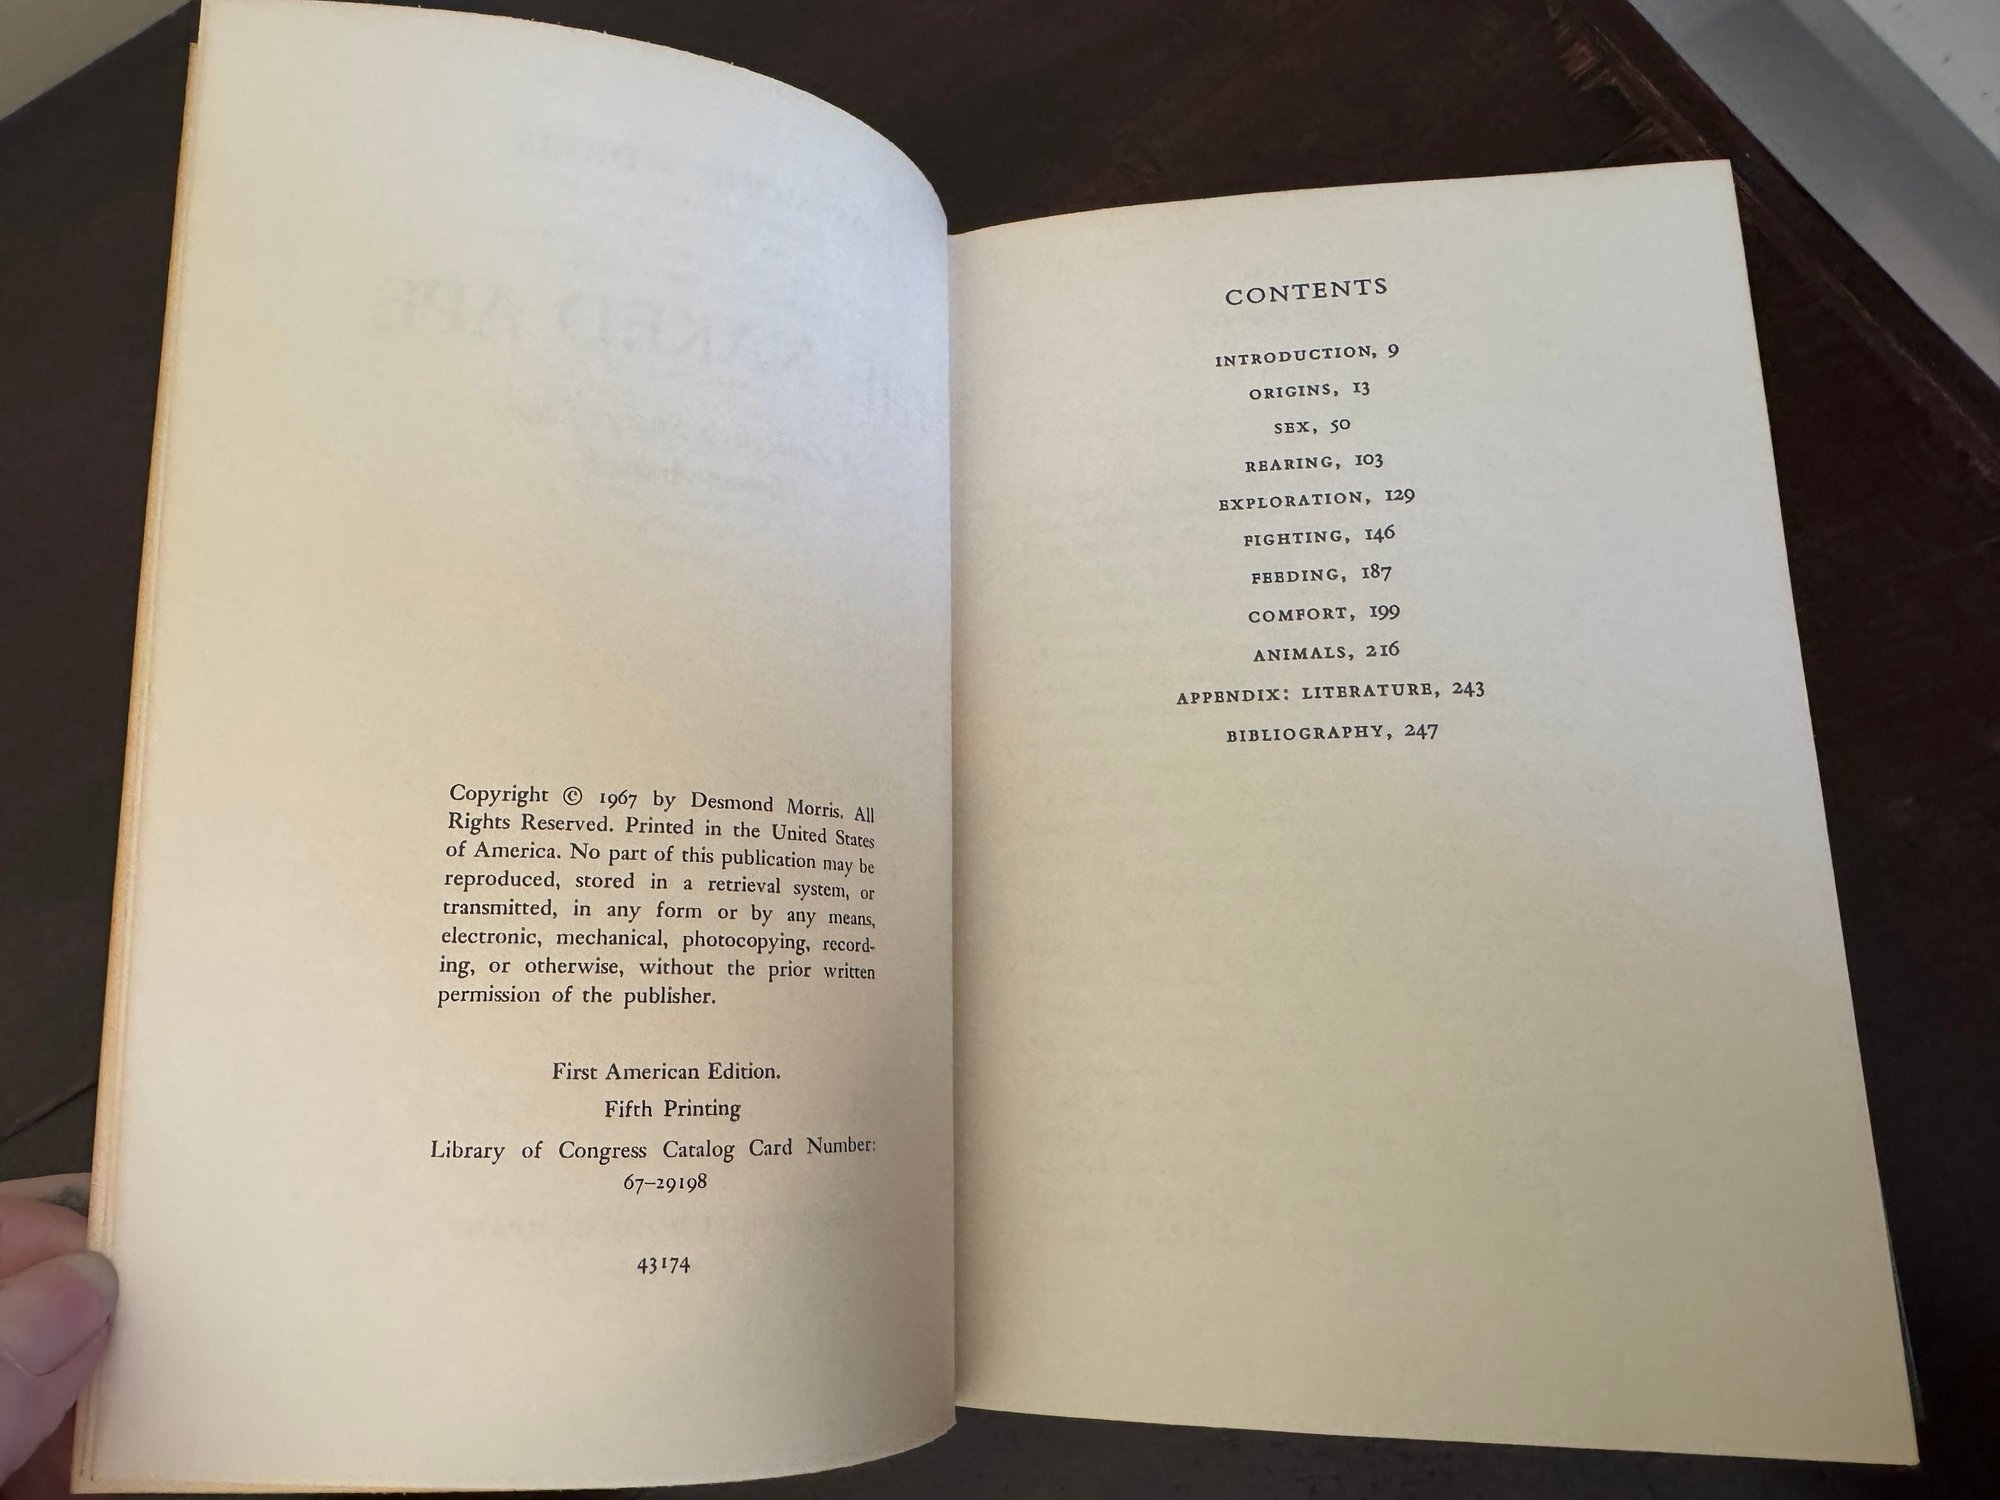 Copyright © 1967 by Desmond Morris. All
Rights Reserved. Printed in the United States
of America. No part of this publication may be
reproduced, stored in a retrieval system, or
transmitted, in any form or by any means,
electronic, mechanical, photocopying, record-
ing, or otherwise, without the prior written
permission of the publisher.
First American Edition.
Fifth Printing
Library of Congress Catalog Card Number:
67–29198
43174
CONTENTS
INTRODUCTION, 9
ORIGINS, 13
SEX, 50
REARING, 103
EXPLORATION, 129
FIGHTING, 146
FEEDING, 187
COMFORT, 199
ANIMALS, 216
APPENDIX: LITERATURE, 243
BIBLIOGRAPHY, 247